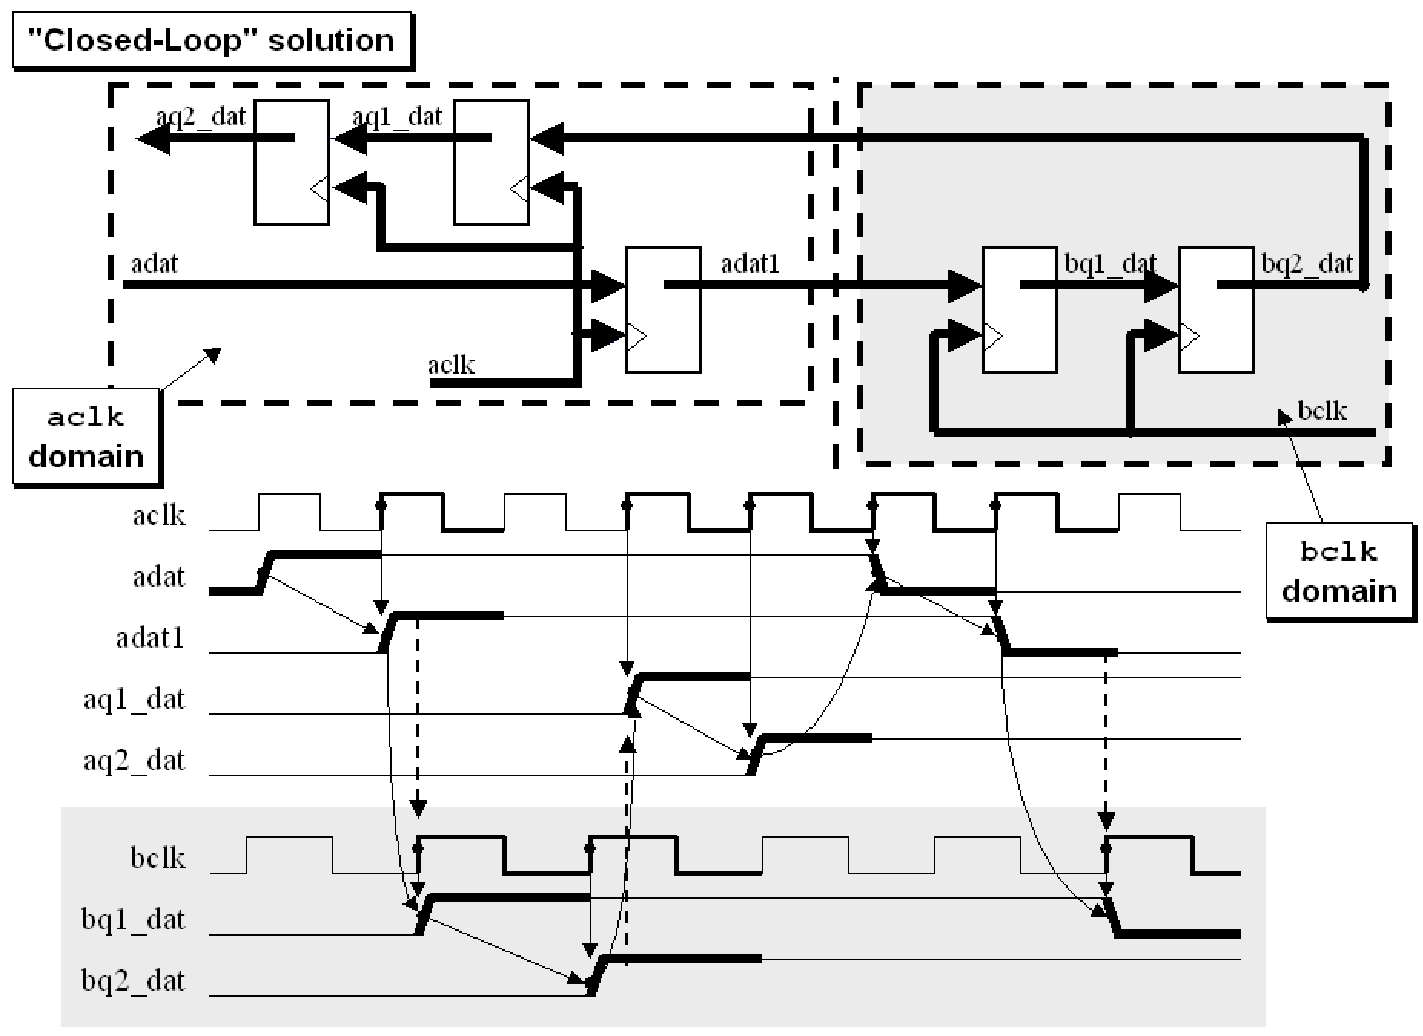 "Closed-Loop" solution
aq2_dat
aq1_dat
adat
adat1
bq1_dat
bq2_dat
aclk
bclk
aclk
domain
aclk
bclk
domain
adat
adat1
aq1_dat
aq2_dat
bclk
bq1_dat
bq2_dat